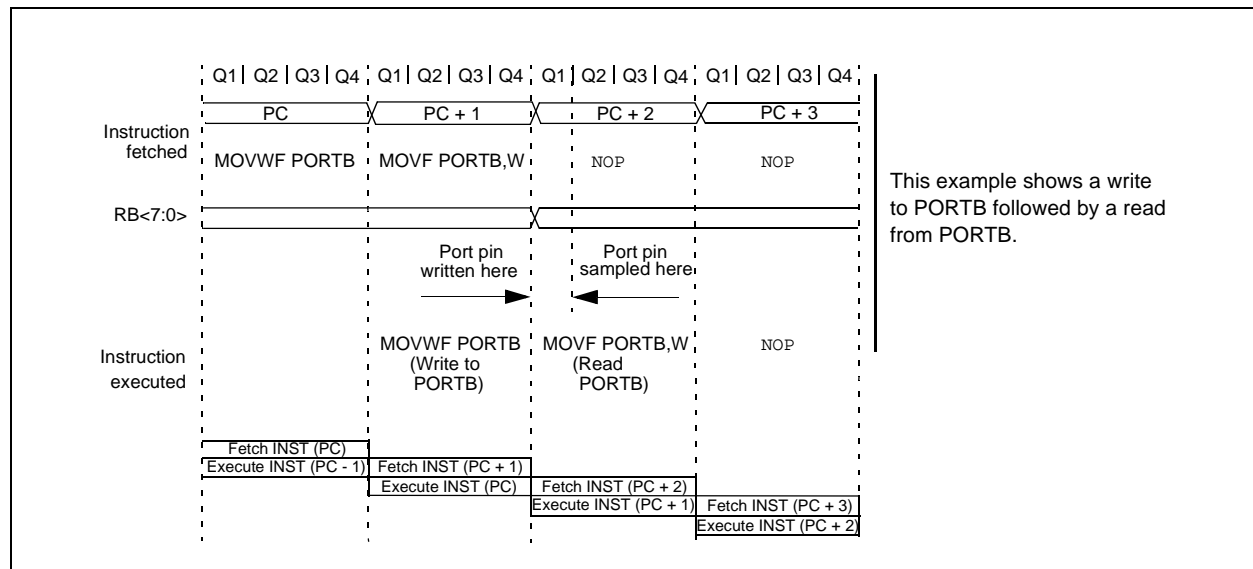 Q1 | Q2 | Q3 | Q4 Q1 | Q2 | Q3 | Q4 Q1 | Q2 | Q3 | Q4 Q1 | Q2 | Q3 | Q4
PC PC + 1 PC + 2 PC + 3
Instruction
fetched
MOVWF PORTB MOVF PORTB,W NOP NOP
This example shows a write
to PORTB followed by a read
from PORTB.
RB<7:0>
Port pin
written here
Port pin
sampled here
Instruction
executed
MOVWF PORTB
(Write to
PORTB)
MOVF PORTB,W
(Read
PORTB)
NOP
Fetch INST (PC)
Execute INST (PC - 1) Fetch INST (PC + 1)
Execute INST (PC) Fetch INST (PC + 2)
Execute INST (PC + 1) Fetch INST (PC + 3)
Execute INST (PC + 2)